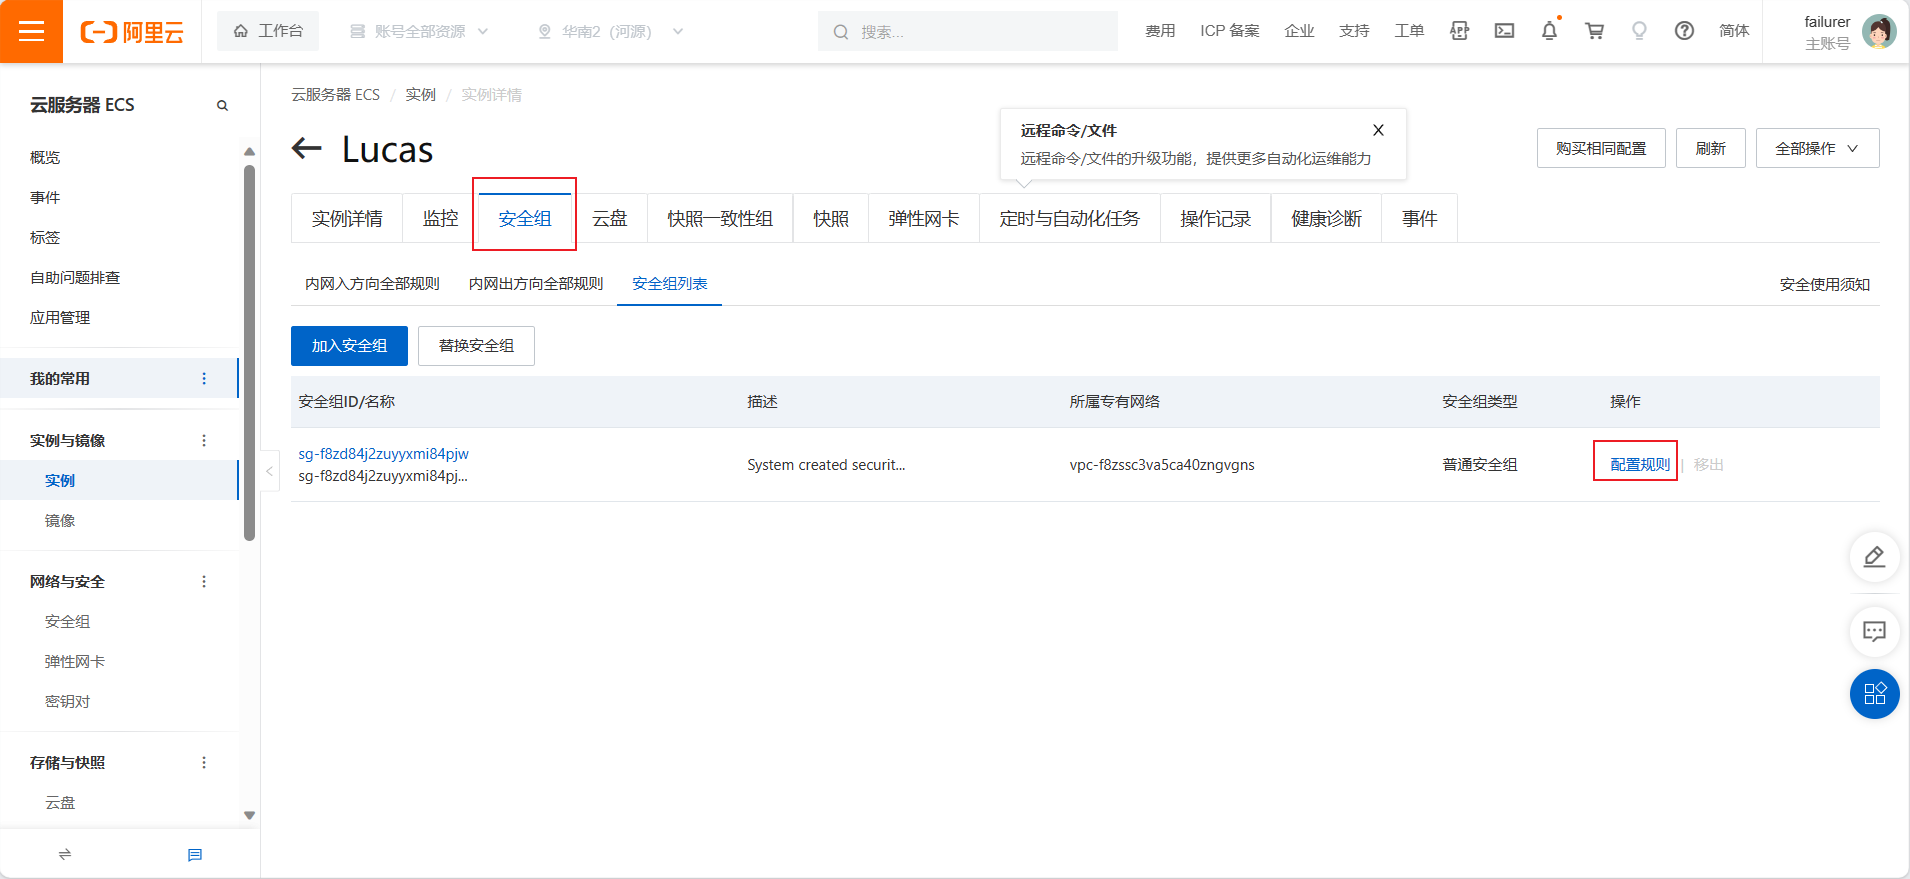 阿里云
工作台
账号全部资源
华南2（河源）
搜索...
费用
ICP 备案
企业
支持
工单
APP
简体
failurer
主账号
云服务器 ECS
概览
事件
标签
自助问题排查
应用管理
我的常用
实例与镜像
实例
镜像
网络与安全
安全组
弹性网卡
密钥对
存储与快照
云盘
云服务器 ECS / 实例 / 实例详情
Lucas
远程命令/文件
远程命令/文件的升级功能，提供更多自动化运维能力
购买相同配置
刷新
全部操作
实例详情
监控
安全组
云盘
快照一致性组
快照
弹性网卡
定时与自动化任务
操作记录
健康诊断
事件
内网入方向全部规则
内网出方向全部规则
安全组列表
安全使用须知
加入安全组
替换安全组
安全组ID/名称
描述
所属专有网络
安全组类型
操作
sg-f8zd84j2zuyyxmi84pjw
sg-f8zd84j2zuyyxmi84pj...
System created securit...
vpc-f8zssc3va5ca40zngvgns
普通安全组
配置规则 | 移出